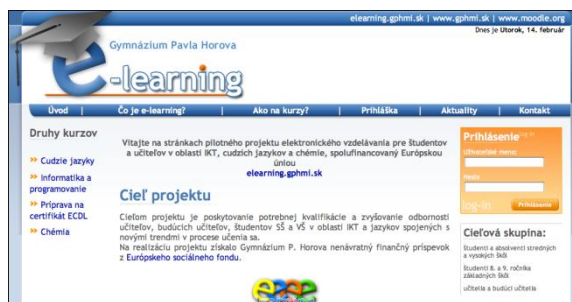 elearning.gphmi.sk | www.gphmi.sk | www.moodle.org
Dnes je Utorok, 14. február
Gymnázium Pavla Horova
e-learning
Úvod | Čo je e-learning? | Ako na kurzy? | Prihláška | Aktuality | Kontakt
Druhy kurzov
Cudzie jazyky
Informatika a
programovanie
Príprava na
certifikát ECDL
Chémia
Vitajte na stránkach pilotného projektu elektronického vzdelávania pre študentov
a učiteľov v oblasti IKT, cudzích jazykov a chémie, spolufinancovaný Európskou
úniou
elearning.gphmi.sk
Cieľ projektu
Cieľom projektu je poskytovanie potrebnej kvalifikácie a zvyšovanie odbornosti
učiteľov, budúcich učiteľov, študentov SŠ a VŠ v oblasti IKT a jazykov spojených s
novými trendmi v procese učenia sa.
Na realizáciu projektu získalo Gymnázium P. Horova nenávratný finančný príspevok
z Európskeho sociálneho fondu.
Prihlásenie log-in
Užívateľské meno:
Heslo
log-in Prihlásenie
Cieľová skupina:
študenti a absolventi stredných
a vysokých škôl
študenti 8. a 9. ročníka
základných škôl
učitelia a budúci učitelia